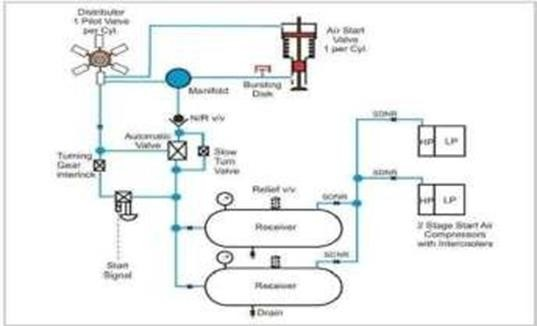 Distributor
1 Pilot Valve
per Cyl.
Air Start
Valve
1 per Cyl.
Bursting
Disk
Manifold
N/R v/v
Automatic
Valve
Slow
Turn
Valve
Turning
Gear
interlock
Start
Signal
Relief v/v
SDNR
Receiver
SDNR
Receiver
Drain
SDNR
HP LP
SDNR
HP LP
2 Stage Start Air
Compressors
with Intercoolers